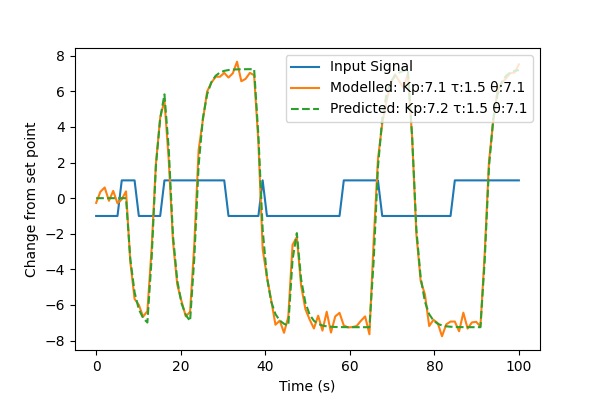 8
6
4
2
0
−2
−4
−6
−8
Change from set point
Input Signal
Modelled: Kp:7.1 τ:1.5 θ:7.1
Predicted: Kp:7.2 τ:1.5 θ:7.1
0 20 40 60 80 100
Time (s)